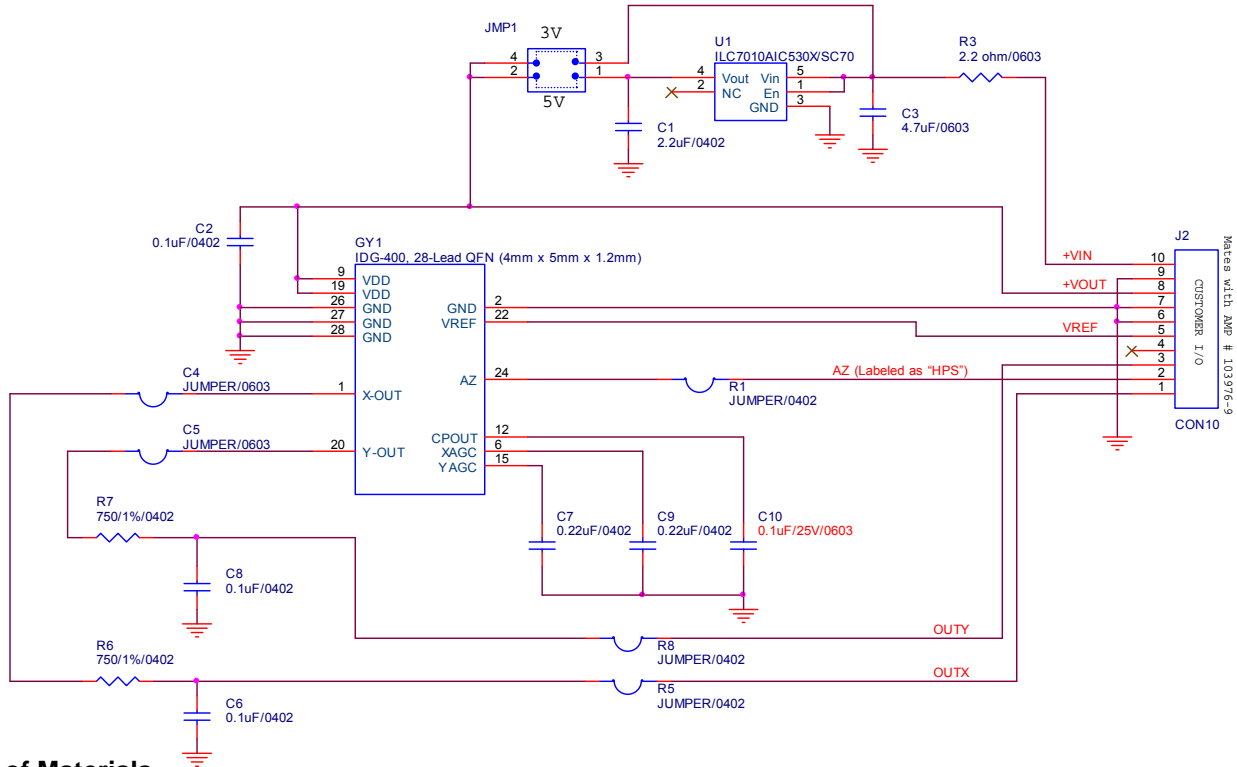 JMP1
3V
4
2
3
1
5V
U1
ILC7010AIC530X/SC70
4
2
Vout
NC
Vin
En
GND
5
1
3
R3
2.2 ohm/0603
C1
2.2uF/0402
C3
4.7uF/0603
C2
0.1uF/0402
GY1
IDG-400, 28-Lead QFN (4mm x 5mm x 1.2mm)
9
19
26
27
28
VDD
VDD
GND
GND
GND
GND
VREF
2
22
AZ
24
1
X-OUT
20
Y-OUT
CPOUT
XAGC
YAGC
12
6
15
C4
JUMPER/0603
C5
JUMPER/0603
R1
JUMPER/0402
AZ (Labeled as “HPS”)
+VIN
+VOUT
VREF
J2
10
9
8
7
6
5
4
3
2
1
CUSTOMER I/O
CON10
Mates with AMP # 103976-9
R7
750/1%/0402
C8
0.1uF/0402
C7
0.22uF/0402
C9
0.22uF/0402
C10
0.1uF/25V/0603
OUTY
R8
JUMPER/0402
R6
750/1%/0402
OUTX
R5
JUMPER/0402
C6
0.1uF/0402
of Materials